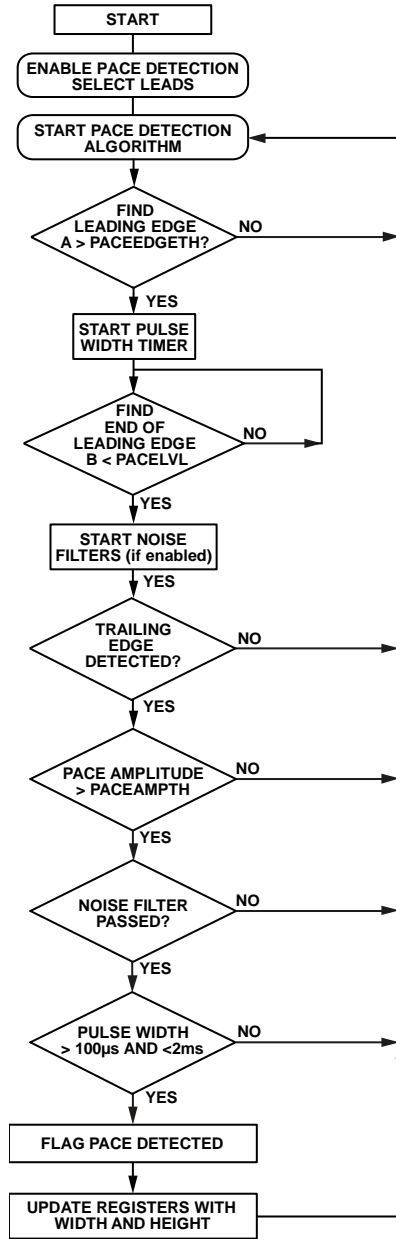 START
ENABLE PACE DETECTION
SELECT LEADS
START PACE DETECTION
ALGORITHM
FIND
LEADING EDGE
A > PACEEDGETH?
NO
YES
START PULSE
WIDTH TIMER
FIND
END OF
LEADING EDGE
B < PACELVL
NO
YES
START NOISE
FILTERS (if enabled)
YES
TRAILING
EDGE
DETECTED?
NO
YES
PACE AMPLITUDE
> PACEAMPTH
NO
YES
NOISE FILTER
PASSED?
NO
YES
PULSE WIDTH
> 100µs AND <2ms
NO
YES
FLAG PACE DETECTED
UPDATE REGISTERS WITH
WIDTH AND HEIGHT